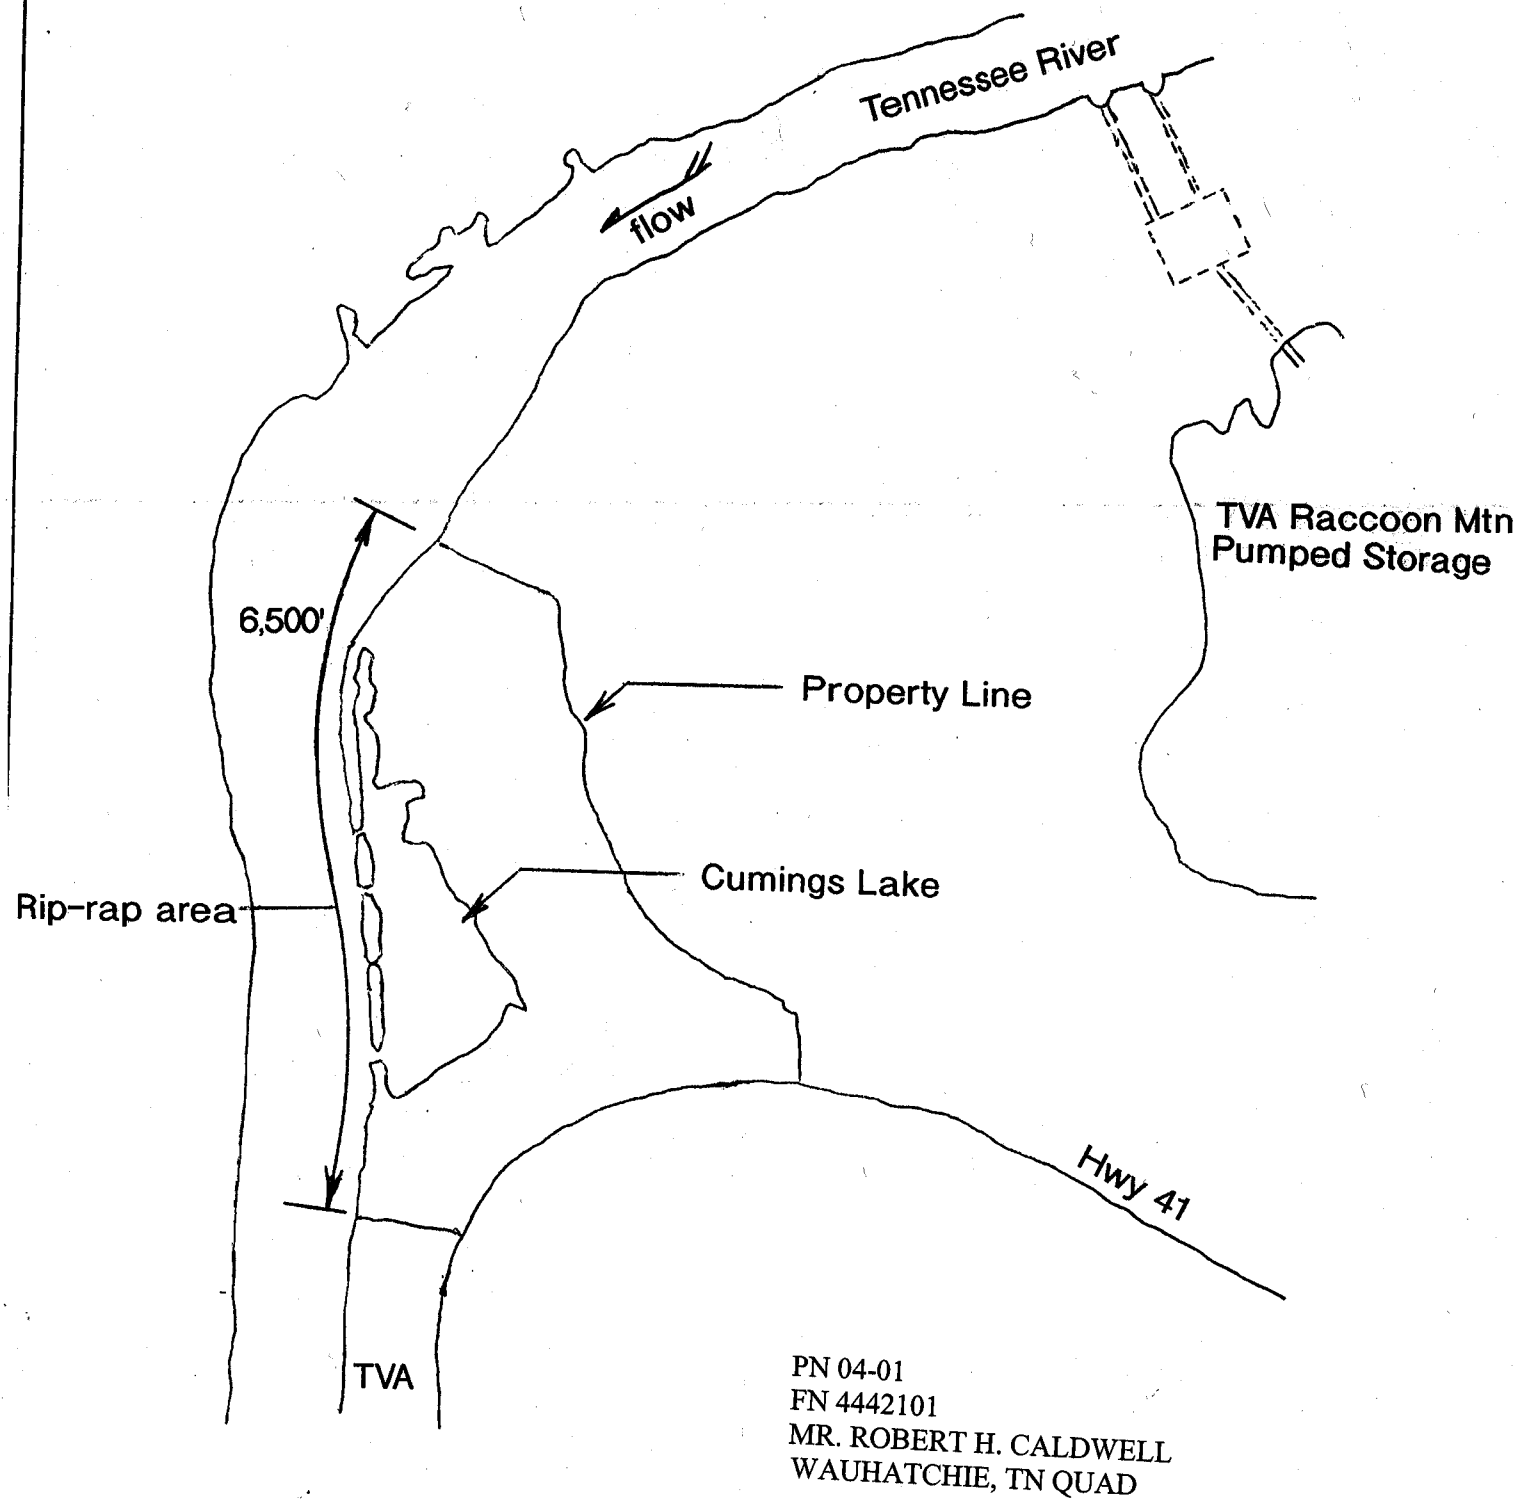 Tennessee River
flow
TVA Raccoon Mtn
Pumped Storage
6,500'
Property Line
Cumings Lake
Rip-rap area
Hwy 41
TVA
PN 04-01
FN 4442101
MR. ROBERT H. CALDWELL
WAUHATCHIE, TN QUAD